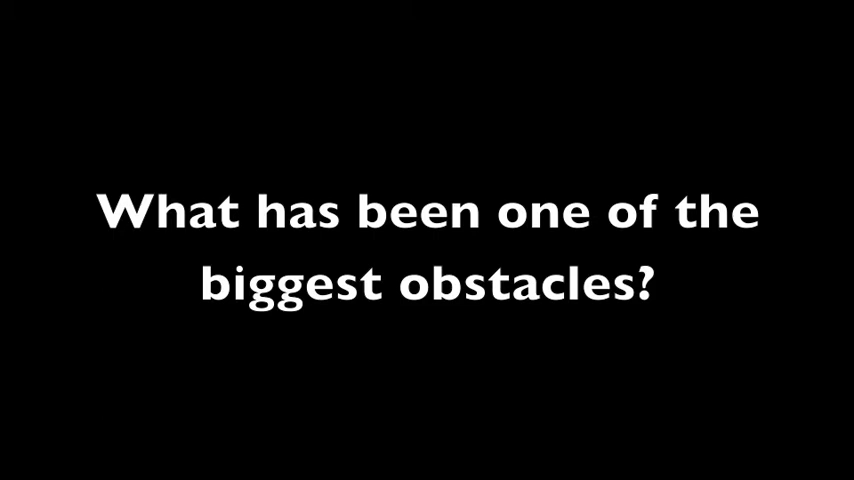 What has been one of the
biggest obstacles?